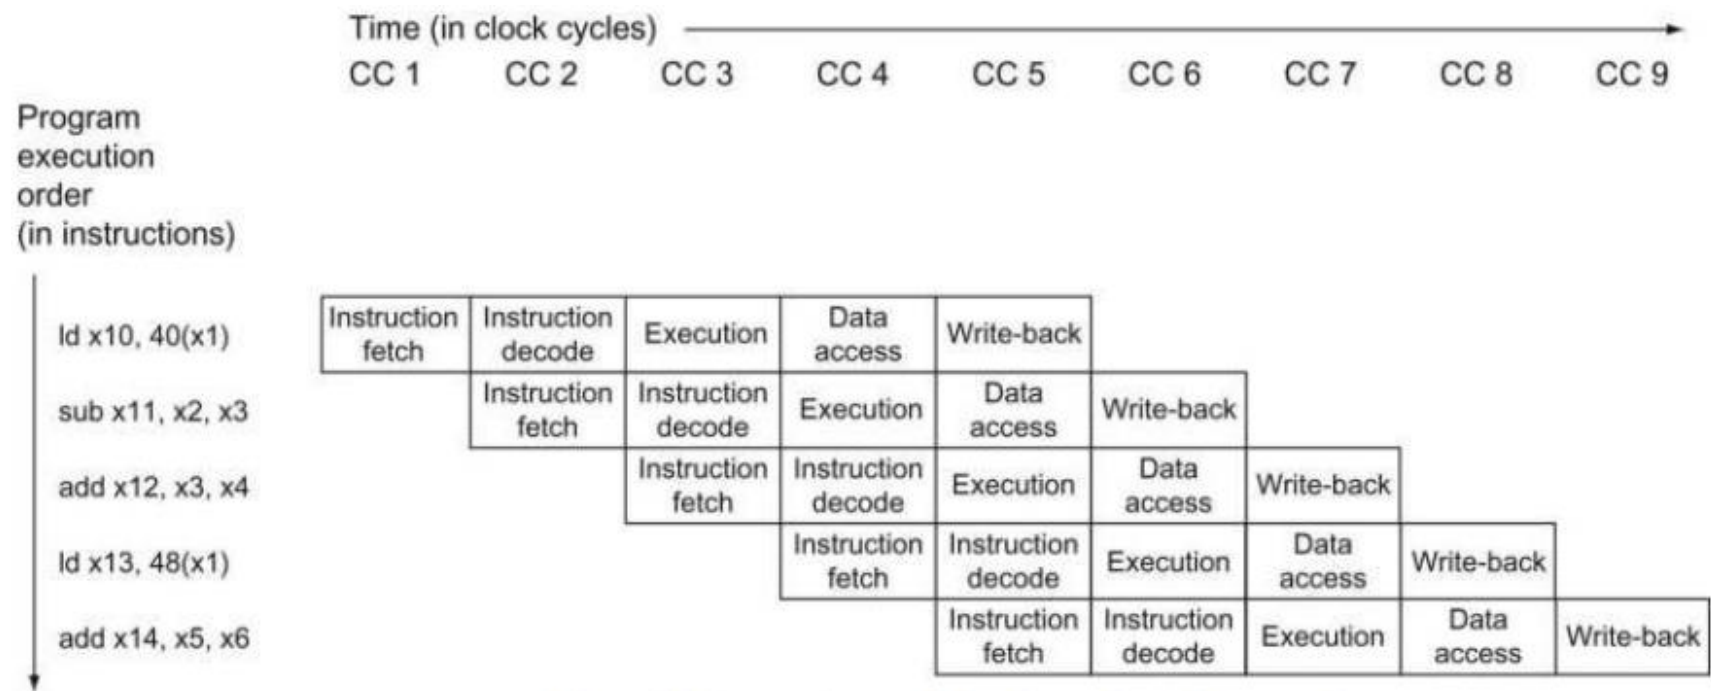 Time (in clock cycles)
CC 1 CC 2 CC 3 CC 4 CC 5 CC 6 CC 7 CC 8 CC 9
Program
execution
order
(in instructions)
ld x10, 40(x1)
Instruction
fetch
Instruction
decode
Execution
Data
access
Write-back
sub x11, x2, x3
Instruction
fetch
Instruction
decode
Execution
Data
access
Write-back
add x12, x3, x4
Instruction
fetch
Instruction
decode
Execution
Data
access
Write-back
ld x13, 48(x1)
Instruction
fetch
Instruction
decode
Execution
Data
access
Write-back
add x14, x5, x6
Instruction
fetch
Instruction
decode
Execution
Data
access
Write-back